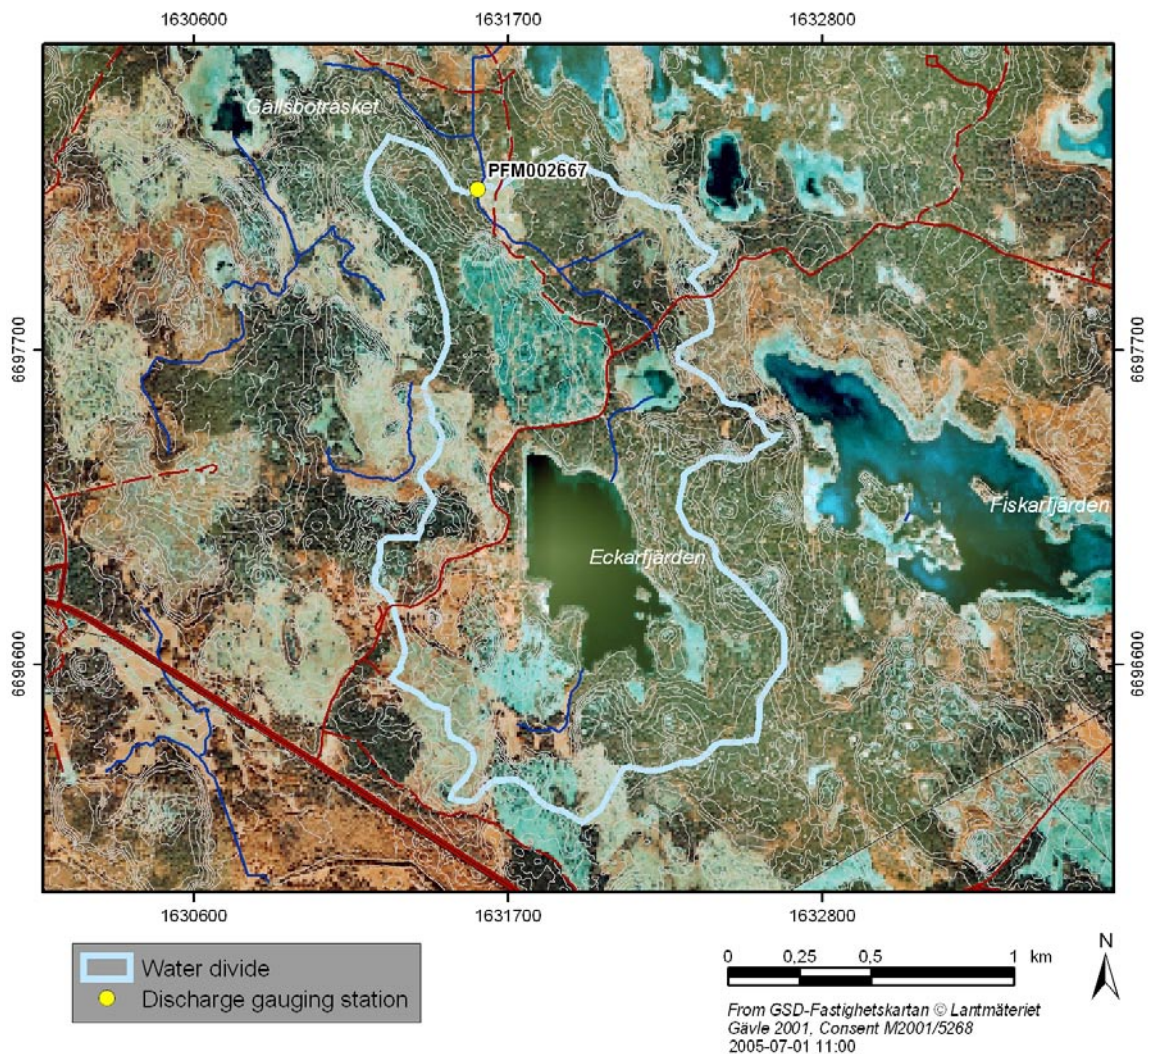 1630600 1631700 1632800
Gällsboträsket
PFM002667
6697700 6697700
Fiskarfjärden
Eckarfjärden
6696600 6696600
1630600 1631700 1632800
Water divide
Discharge gauging station
0 0,25 0,5 1 km
N
From GSD-Fastighetskartan © Lantmäteriet
Gävle 2001, Consent M2001/5268
2005-07-01 11:00